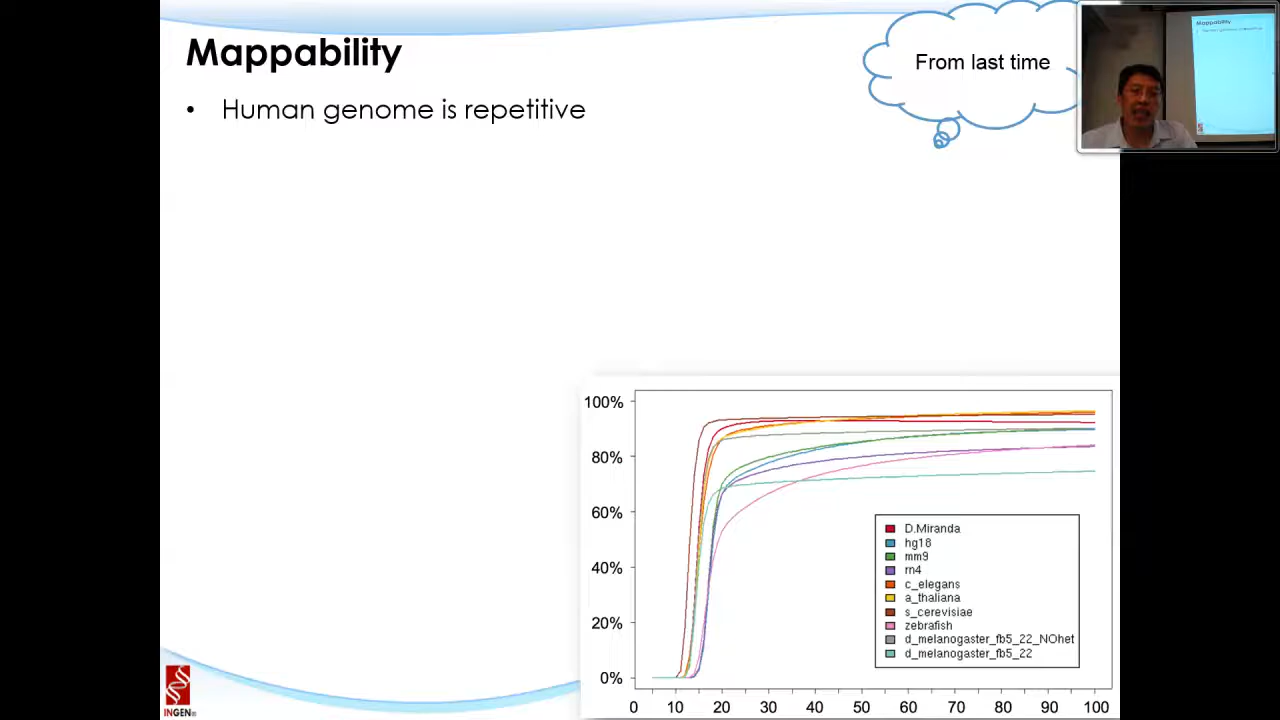 Mappability
From last time
• Human genome is repetitive
100%
80%
60%
40%
20%
0%
0 10 20 30 40 50 60 70 80 90 100
D.Miranda
hg18
mm9
rn4
c_elegans
a_thaliana
s_cerevisiae
zebrafish
d_melanogaster_fb5_22_NOhet
d_melanogaster_fb5_22
INGEN®
Mappability